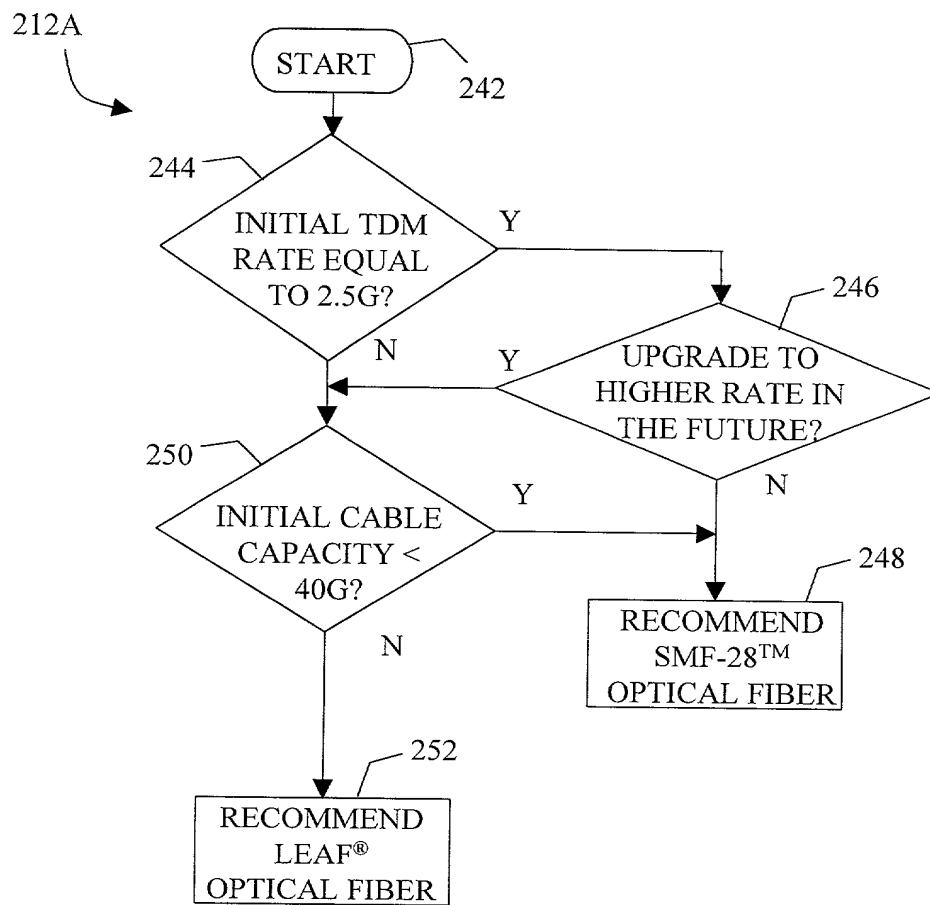 212A
START
242
244
INITIAL TDM
RATE EQUAL
TO 2.5G?
Y
N
246
UPGRADE TO
HIGHER RATE IN
THE FUTURE?
Y
N
250
INITIAL CABLE
CAPACITY <
40G?
Y
N
248
RECOMMEND
SMF-28™
OPTICAL FIBER
252
RECOMMEND
LEAF®
OPTICAL FIBER